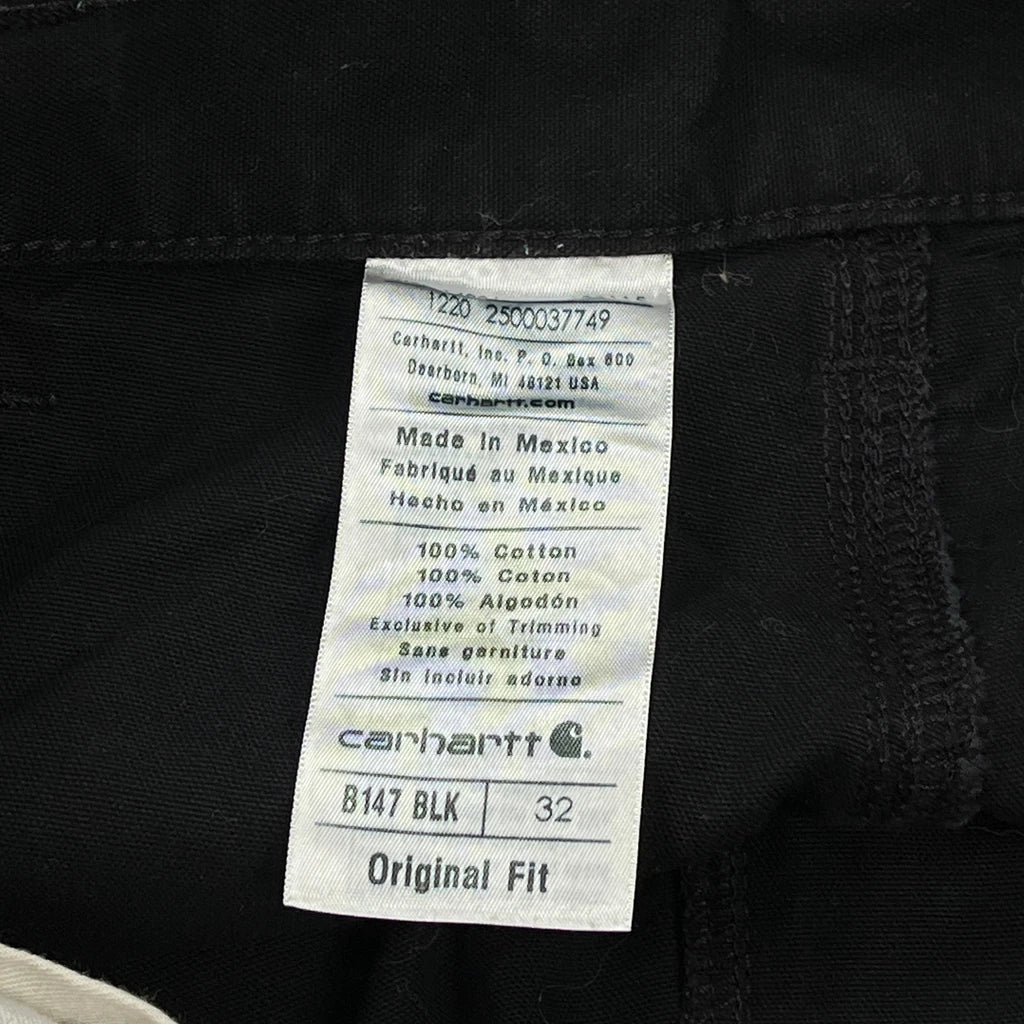 1220 2500037749
Carhartt, Inc. P. O. Box 600
Dearborn, MI 48121 USA
carhartt.com
Made in Mexico
Fabriqué au Mexique
Hecho en México
100% Cotton
100% Coton
100% Algodón
Exclusive of Trimming
Sans garniture
Sin incluir adorno
carhartt
B147 BLK 32
Original Fit